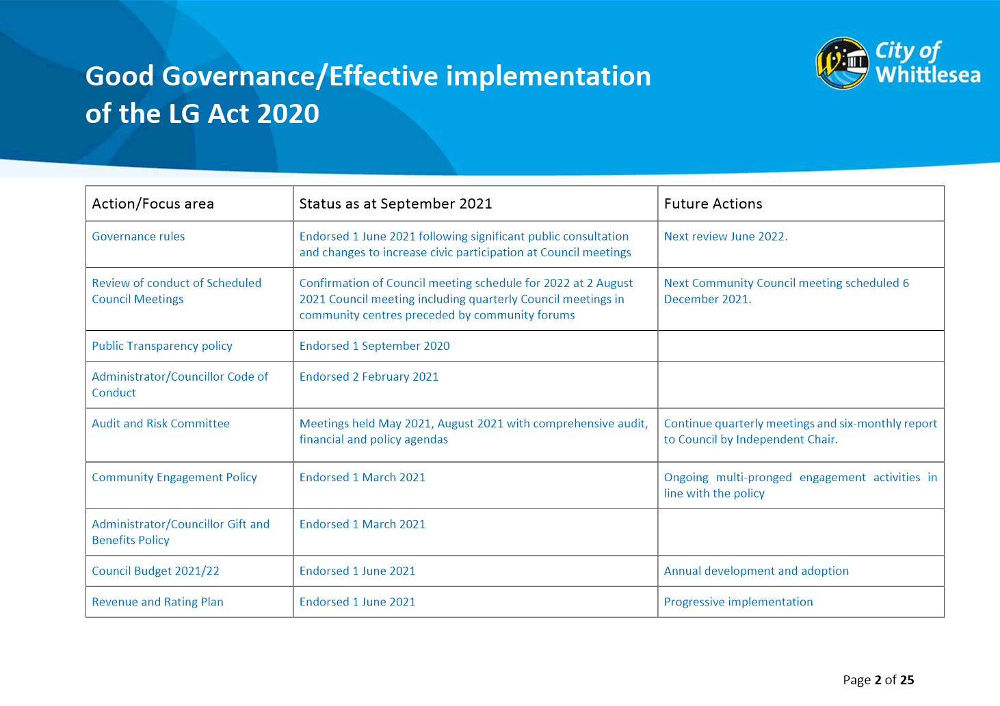 Good Governance/Effective implementation
of the LG Act 2020
City of
Whittlesea
Action/Focus area
Status as at September 2021
Future Actions
Governance rules
Endorsed 1 June 2021 following significant public consultation
and changes to increase civic participation at Council meetings
Next review June 2022.
Review of conduct of Scheduled
Council Meetings
Confirmation of Council meeting schedule for 2022 at 2 August
2021 Council meeting including quarterly Council meetings in
community centres preceded by community forums
Next Community Council meeting scheduled 6
December 2021.
Public Transparency policy
Endorsed 1 September 2020
Administrator/Councillor Code of
Conduct
Endorsed 2 February 2021
Audit and Risk Committee
Meetings held May 2021, August 2021 with comprehensive audit,
financial and policy agendas
Continue quarterly meetings and six-monthly report
to Council by Independent Chair.
Community Engagement Policy
Endorsed 1 March 2021
Ongoing multi-pronged engagement activities in
line with the policy
Administrator/Councillor Gift and
Benefits Policy
Endorsed 1 March 2021
Council Budget 2021/22
Endorsed 1 June 2021
Annual development and adoption
Revenue and Rating Plan
Endorsed 1 June 2021
Progressive implementation
Page 2 of 25